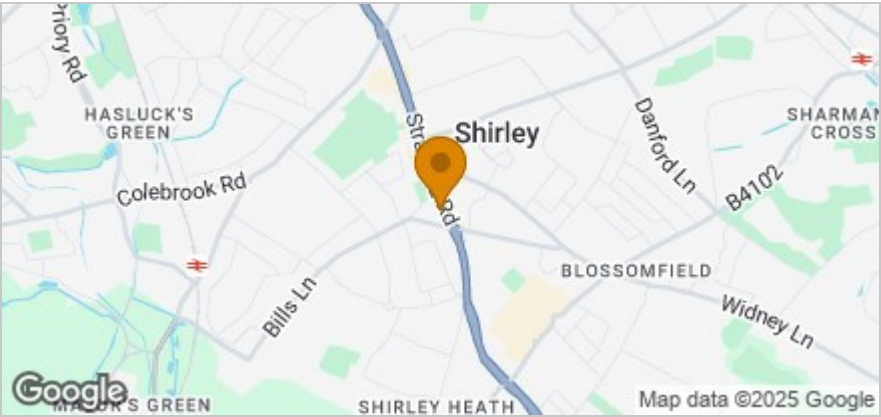 Priory Rd
HASLUCK'S
GREEN
Colebrook Rd
Shirley
Danford Ln
SHARMAN
CROSS
B4102
Bills Ln
BLOSSOMFIELD
Widney Ln
Google
SHIRLEY HEATH
Map data ©2025 Google